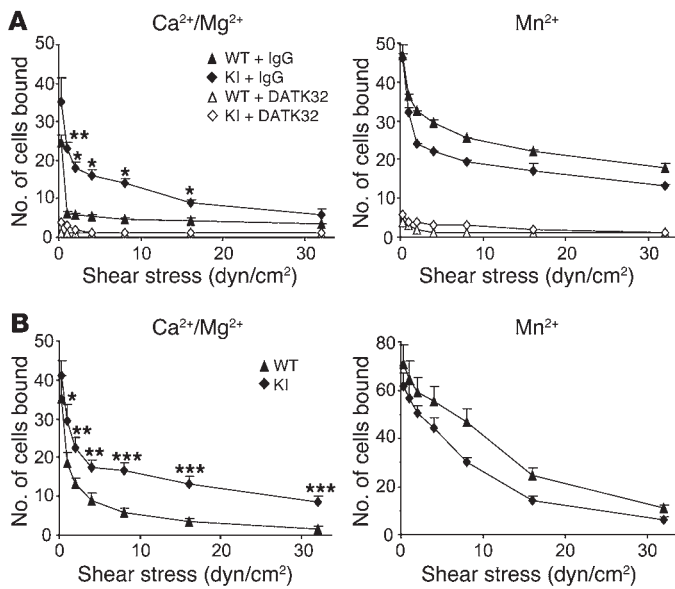 A
Ca²⁺/Mg²⁺
No. of cells bound
50
40
30
20
10
0
** 
*
*
*
*
WT + IgG
KI + IgG
WT + DATK32
KI + DATK32
0 10 20 30
Shear stress (dyn/cm²)
Mn²⁺
No. of cells bound
50
40
30
20
10
0
0 10 20 30
Shear stress (dyn/cm²)
B
Ca²⁺/Mg²⁺
No. of cells bound
50
40
30
20
10
0
*
**
**
***
***
***
WT
KI
0 10 20 30
Shear stress (dyn/cm²)
Mn²⁺
No. of cells bound
80
60
40
20
0
0 10 20 30
Shear stress (dyn/cm²)